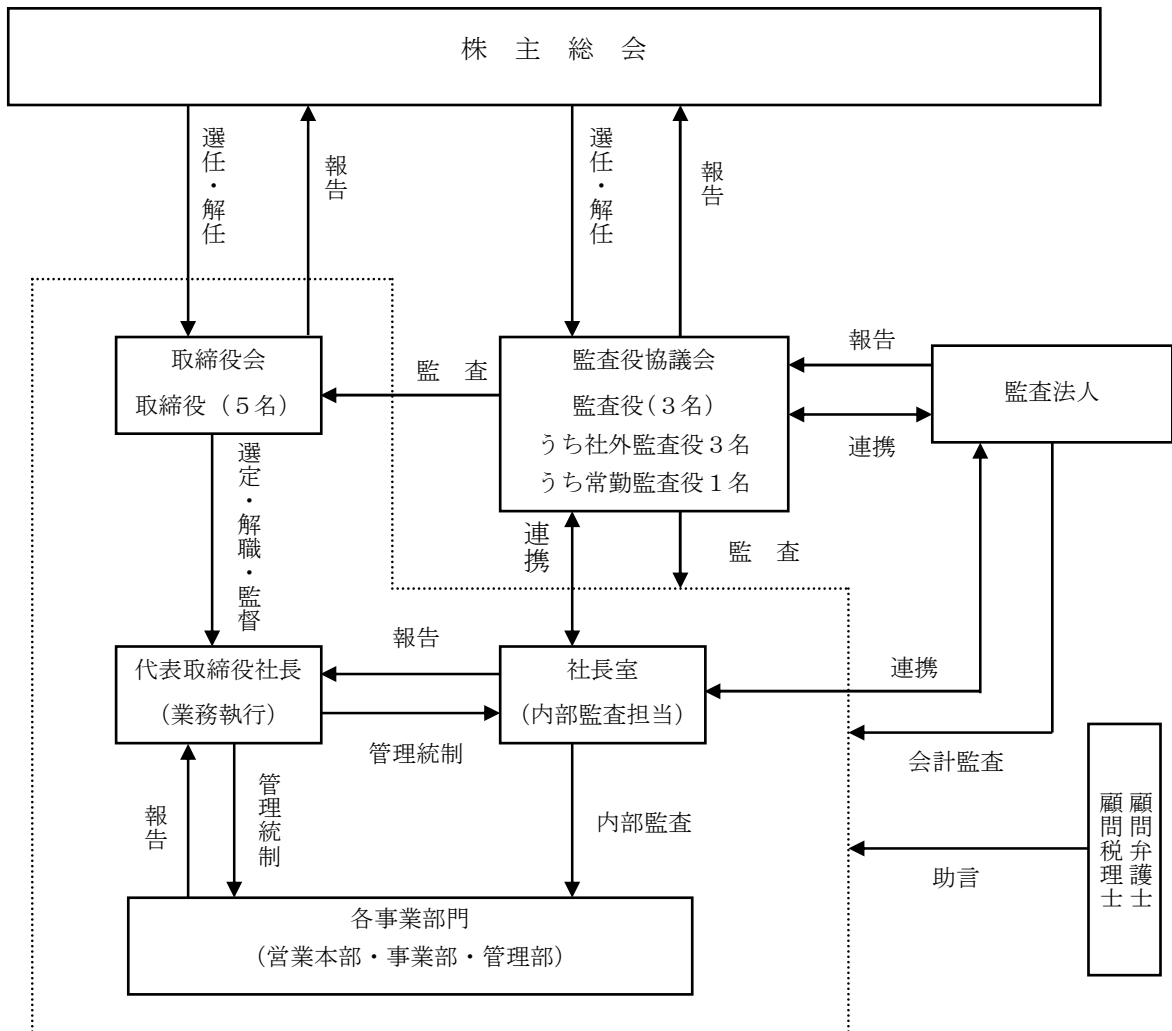 株 主 総 会
選任・解任
報告
選任・解任
報告
取締役会
取締役（５名）
監 査
監査役協議会
監査役（３名）
うち社外監査役３名
うち常勤監査役１名
報告
連携
監査法人
選定・解職・監督
連携
監 査
代表取締役社長
（業務執行）
報告
管理統制
社長室
（内部監査担当）
連携
会計監査
報告
管理統制
内部監査
助言
顧問弁護士
顧問税理士
各事業部門
（営業本部・事業部・管理部）